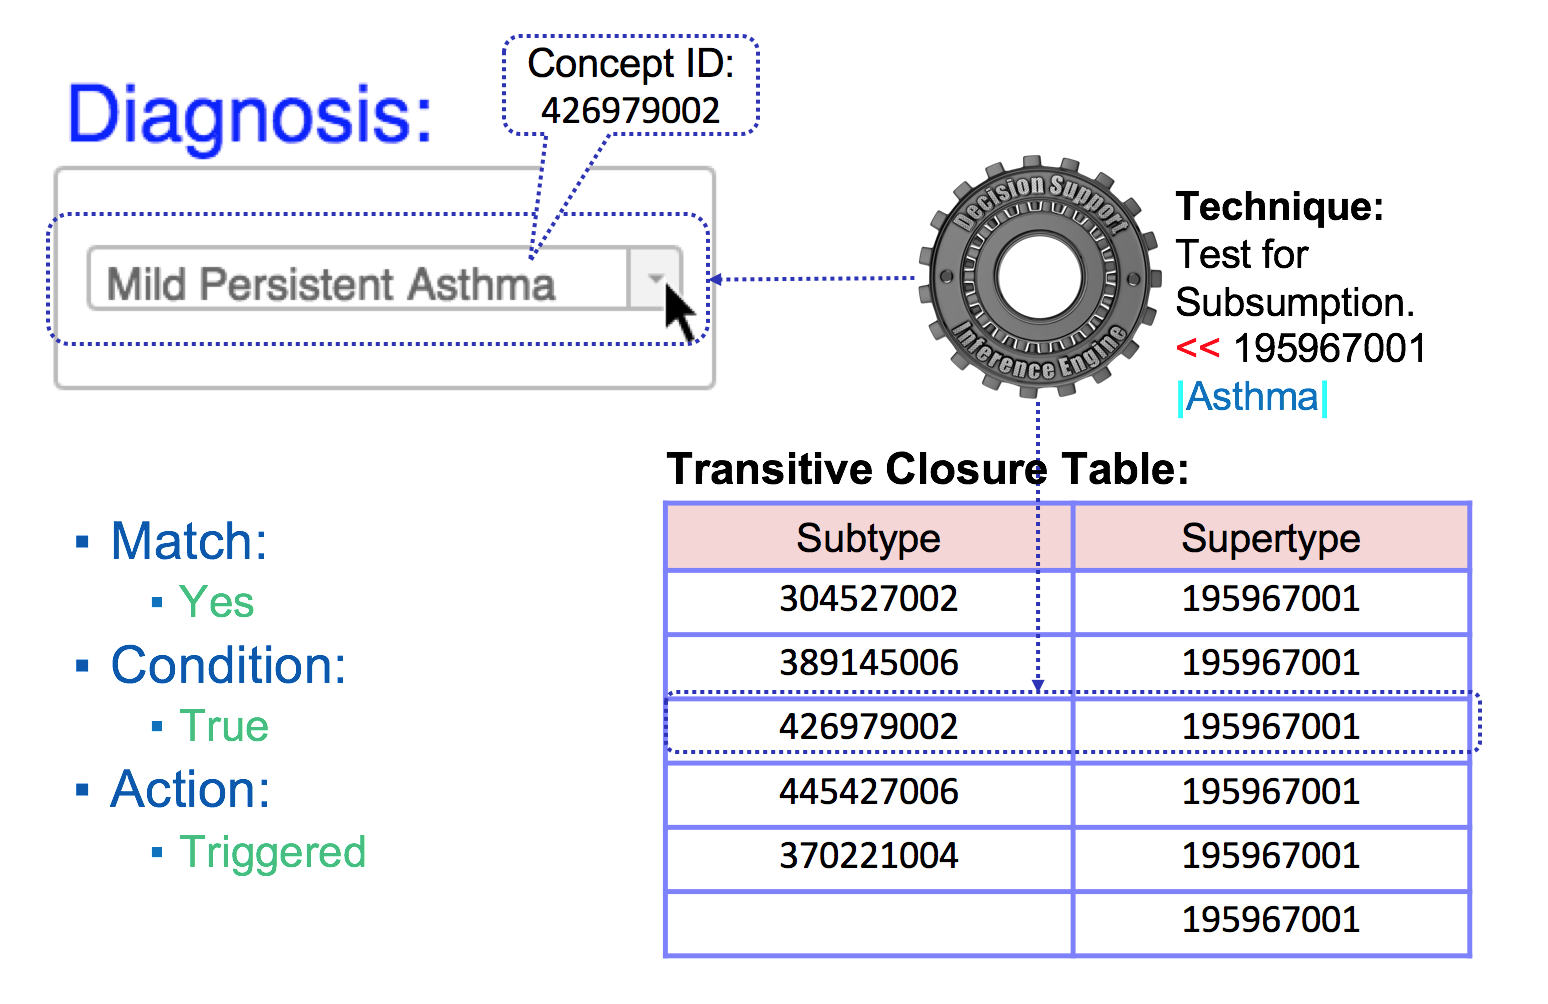 Concept ID:
426979002
Diagnosis:
Mild Persistent Asthma
Decision Support
Inference Engine
Technique:
Test for
Subsumption.
<< 195967001
|Asthma|
Transitive Closure Table:
Subtype Supertype
304527002 195967001
389145006 195967001
426979002 195967001
445427006 195967001
370221004 195967001
195967001
▪ Match:
▪ Yes
▪ Condition:
▪ True
▪ Action:
▪ Triggered